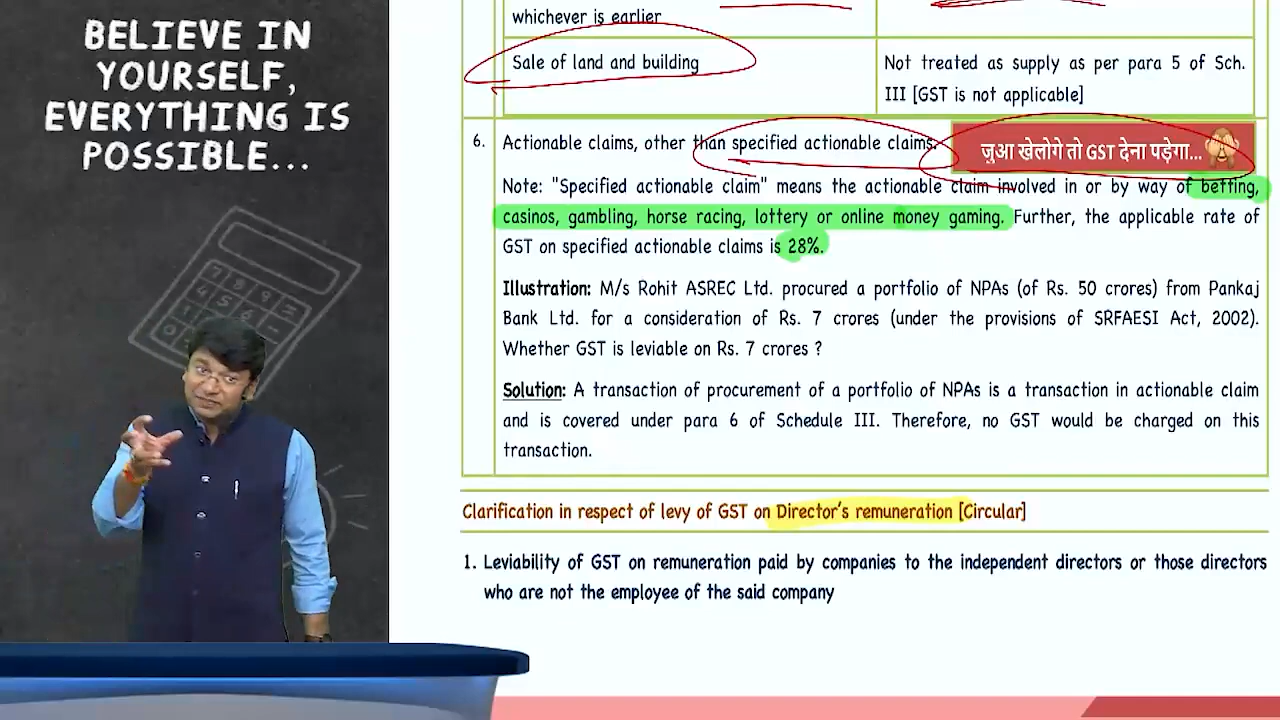 BELIEVE IN
YOURSELF,
EVERYTHING IS
POSSIBLE...
whichever is earlier
Sale of land and building
Not treated as supply as per para 5 of Sch.
III [GST is not applicable]
6. Actionable claims, other than specified actionable claims.
जुआ खेलोगे तो GST देना पड़ेगा...
Note: "Specified actionable claim" means the actionable claim involved in or by way of betting,
casinos, gambling, horse racing, lottery or online money gaming. Further, the applicable rate of
GST on specified actionable claims is 28%.
Illustration: M/s Rohit ASREC Ltd. procured a portfolio of NPAs (of Rs. 50 crores) from Pankaj
Bank Ltd. for a consideration of Rs. 7 crores (under the provisions of SRFAESI Act, 2002).
Whether GST is leviable on Rs. 7 crores ?
Solution: A transaction of procurement of a portfolio of NPAs is a transaction in actionable claim
and is covered under para 6 of Schedule III. Therefore, no GST would be charged on this
transaction.
Clarification in respect of levy of GST on Director's remuneration [Circular]
1. Leviability of GST on remuneration paid by companies to the independent directors or those directors
who are not the employee of the said company